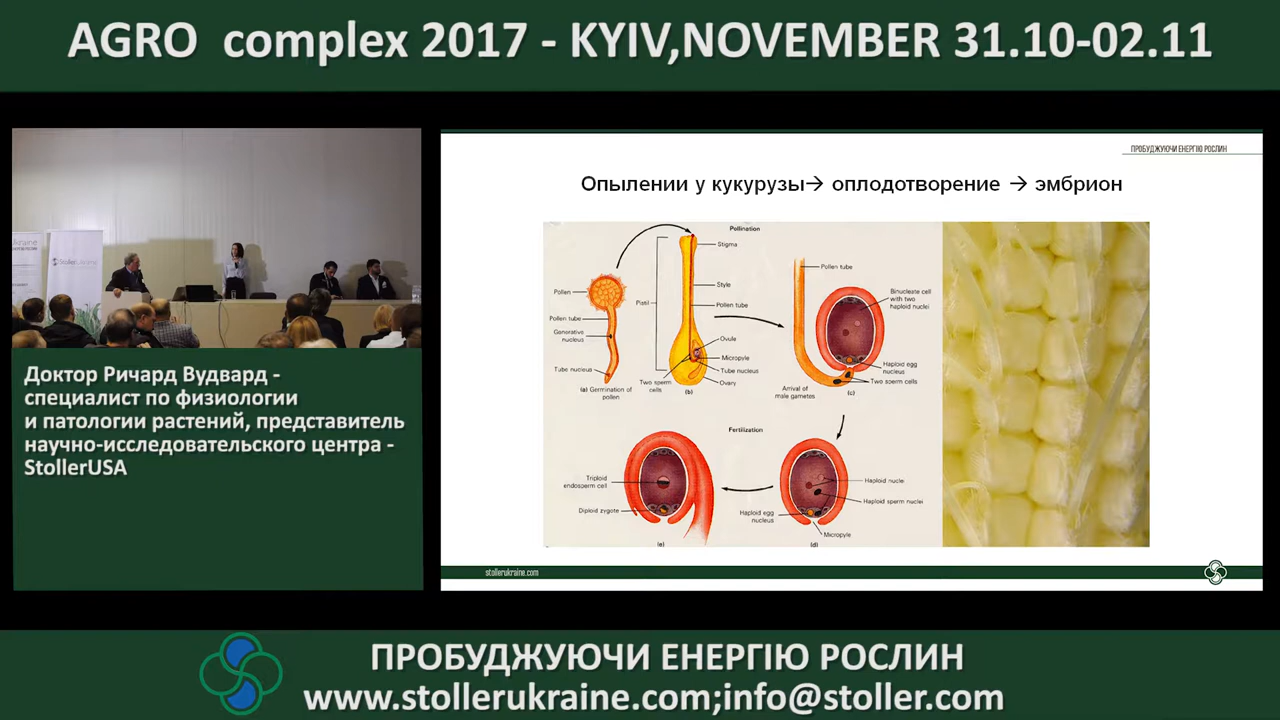 AGRO complex 2017 - KYIV,NOVEMBER 31.10-02.11
StollerUkraine
Доктор Ричард Вудвард -
специалист по физиологии
и патологии растений, представитель
научно-исследовательского центра -
StollerUSA
ПРОБУДЖУЮЧИ ЕНЕРГІЮ РОСЛИН
Опылении у кукурузы→ оплодотворение → эмбрион
Pollination
Stigma
Pollen
Style
Pistil
Pollen tube
Pollen tube
Generative
nucleus
Ovule
Micropyle
Tube nucleus
Tube nucleus
Two sperm
cells
Ovary
(a) Germination of
pollen
(b)
Pollen tube
Binucleate cell
with two
haploid nuclei
Haploid egg
nucleus
Two sperm cells
Arrival of
male gametes
(c)
Fertilization
Triploid
endosperm cell
Diploid zygote
(e)
Haploid nuclei
Haploid sperm nuclei
Haploid egg
nucleus
Micropyle
(d)
stollerukraine.com
ПРОБУДЖУЮЧИ ЕНЕРГІЮ РОСЛИН
www.stollerukraine.com;info@stoller.com